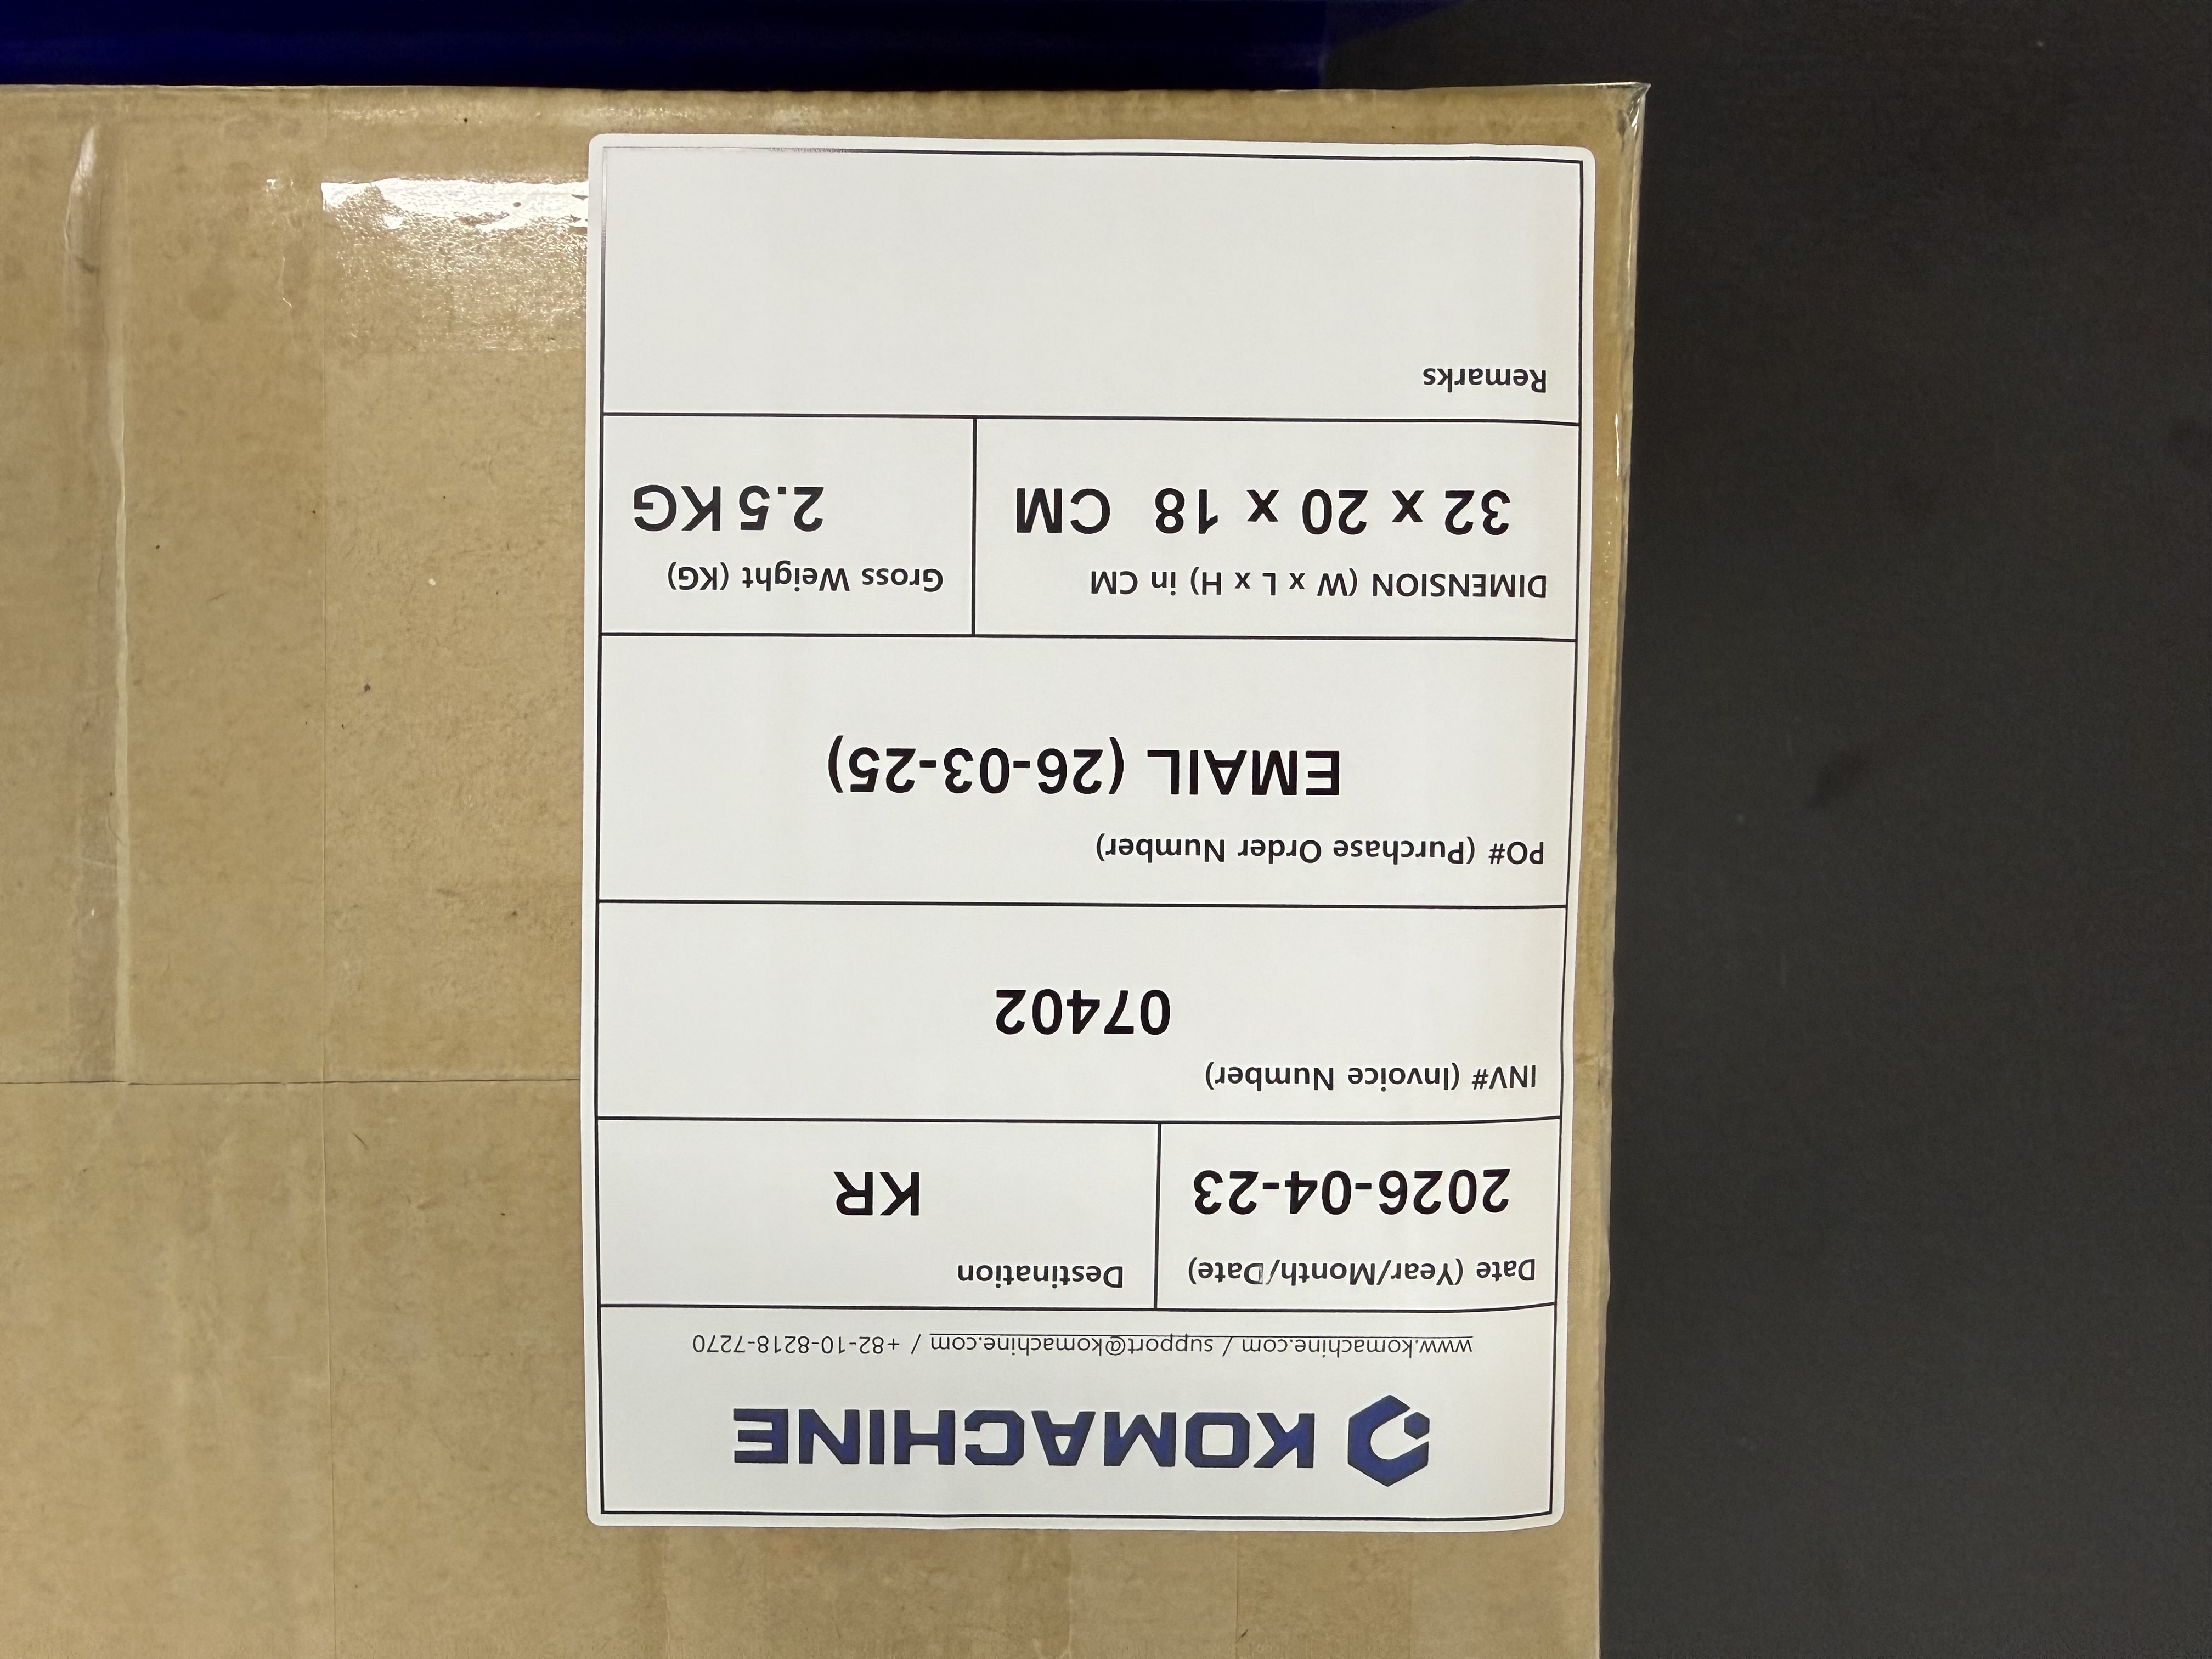 KOMACHINE
www.komachine.com / support@komachine.com / +82-10-8218-7270
Date (Year/Month/Date)
2026-04-23
Destination
KR
INV# (Invoice Number)
07402
PO# (Purchase Order Number)
EMAIL (26-03-25)
DIMENSION (W x L x H) in CM
32 x 20 x 18 CM
Gross Weight (KG)
2.5 KG
Remarks